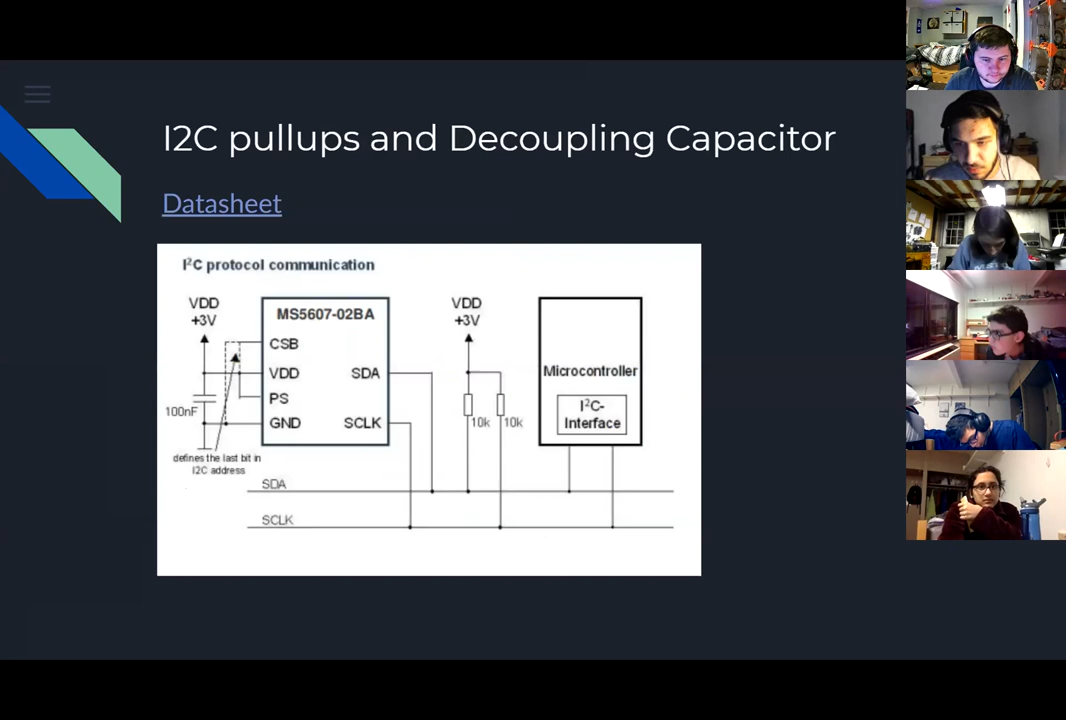 I2C pullups and Decoupling Capacitor
Datasheet
I²C protocol communication
VDD
+3V
MS5607-02BA
CSB
VDD
PS
GND
SDA
SCLK
100nF
defines the last bit in
I2C address
VDD
+3V
10k
10k
Microcontroller
I²C-
Interface
SDA
SCLK